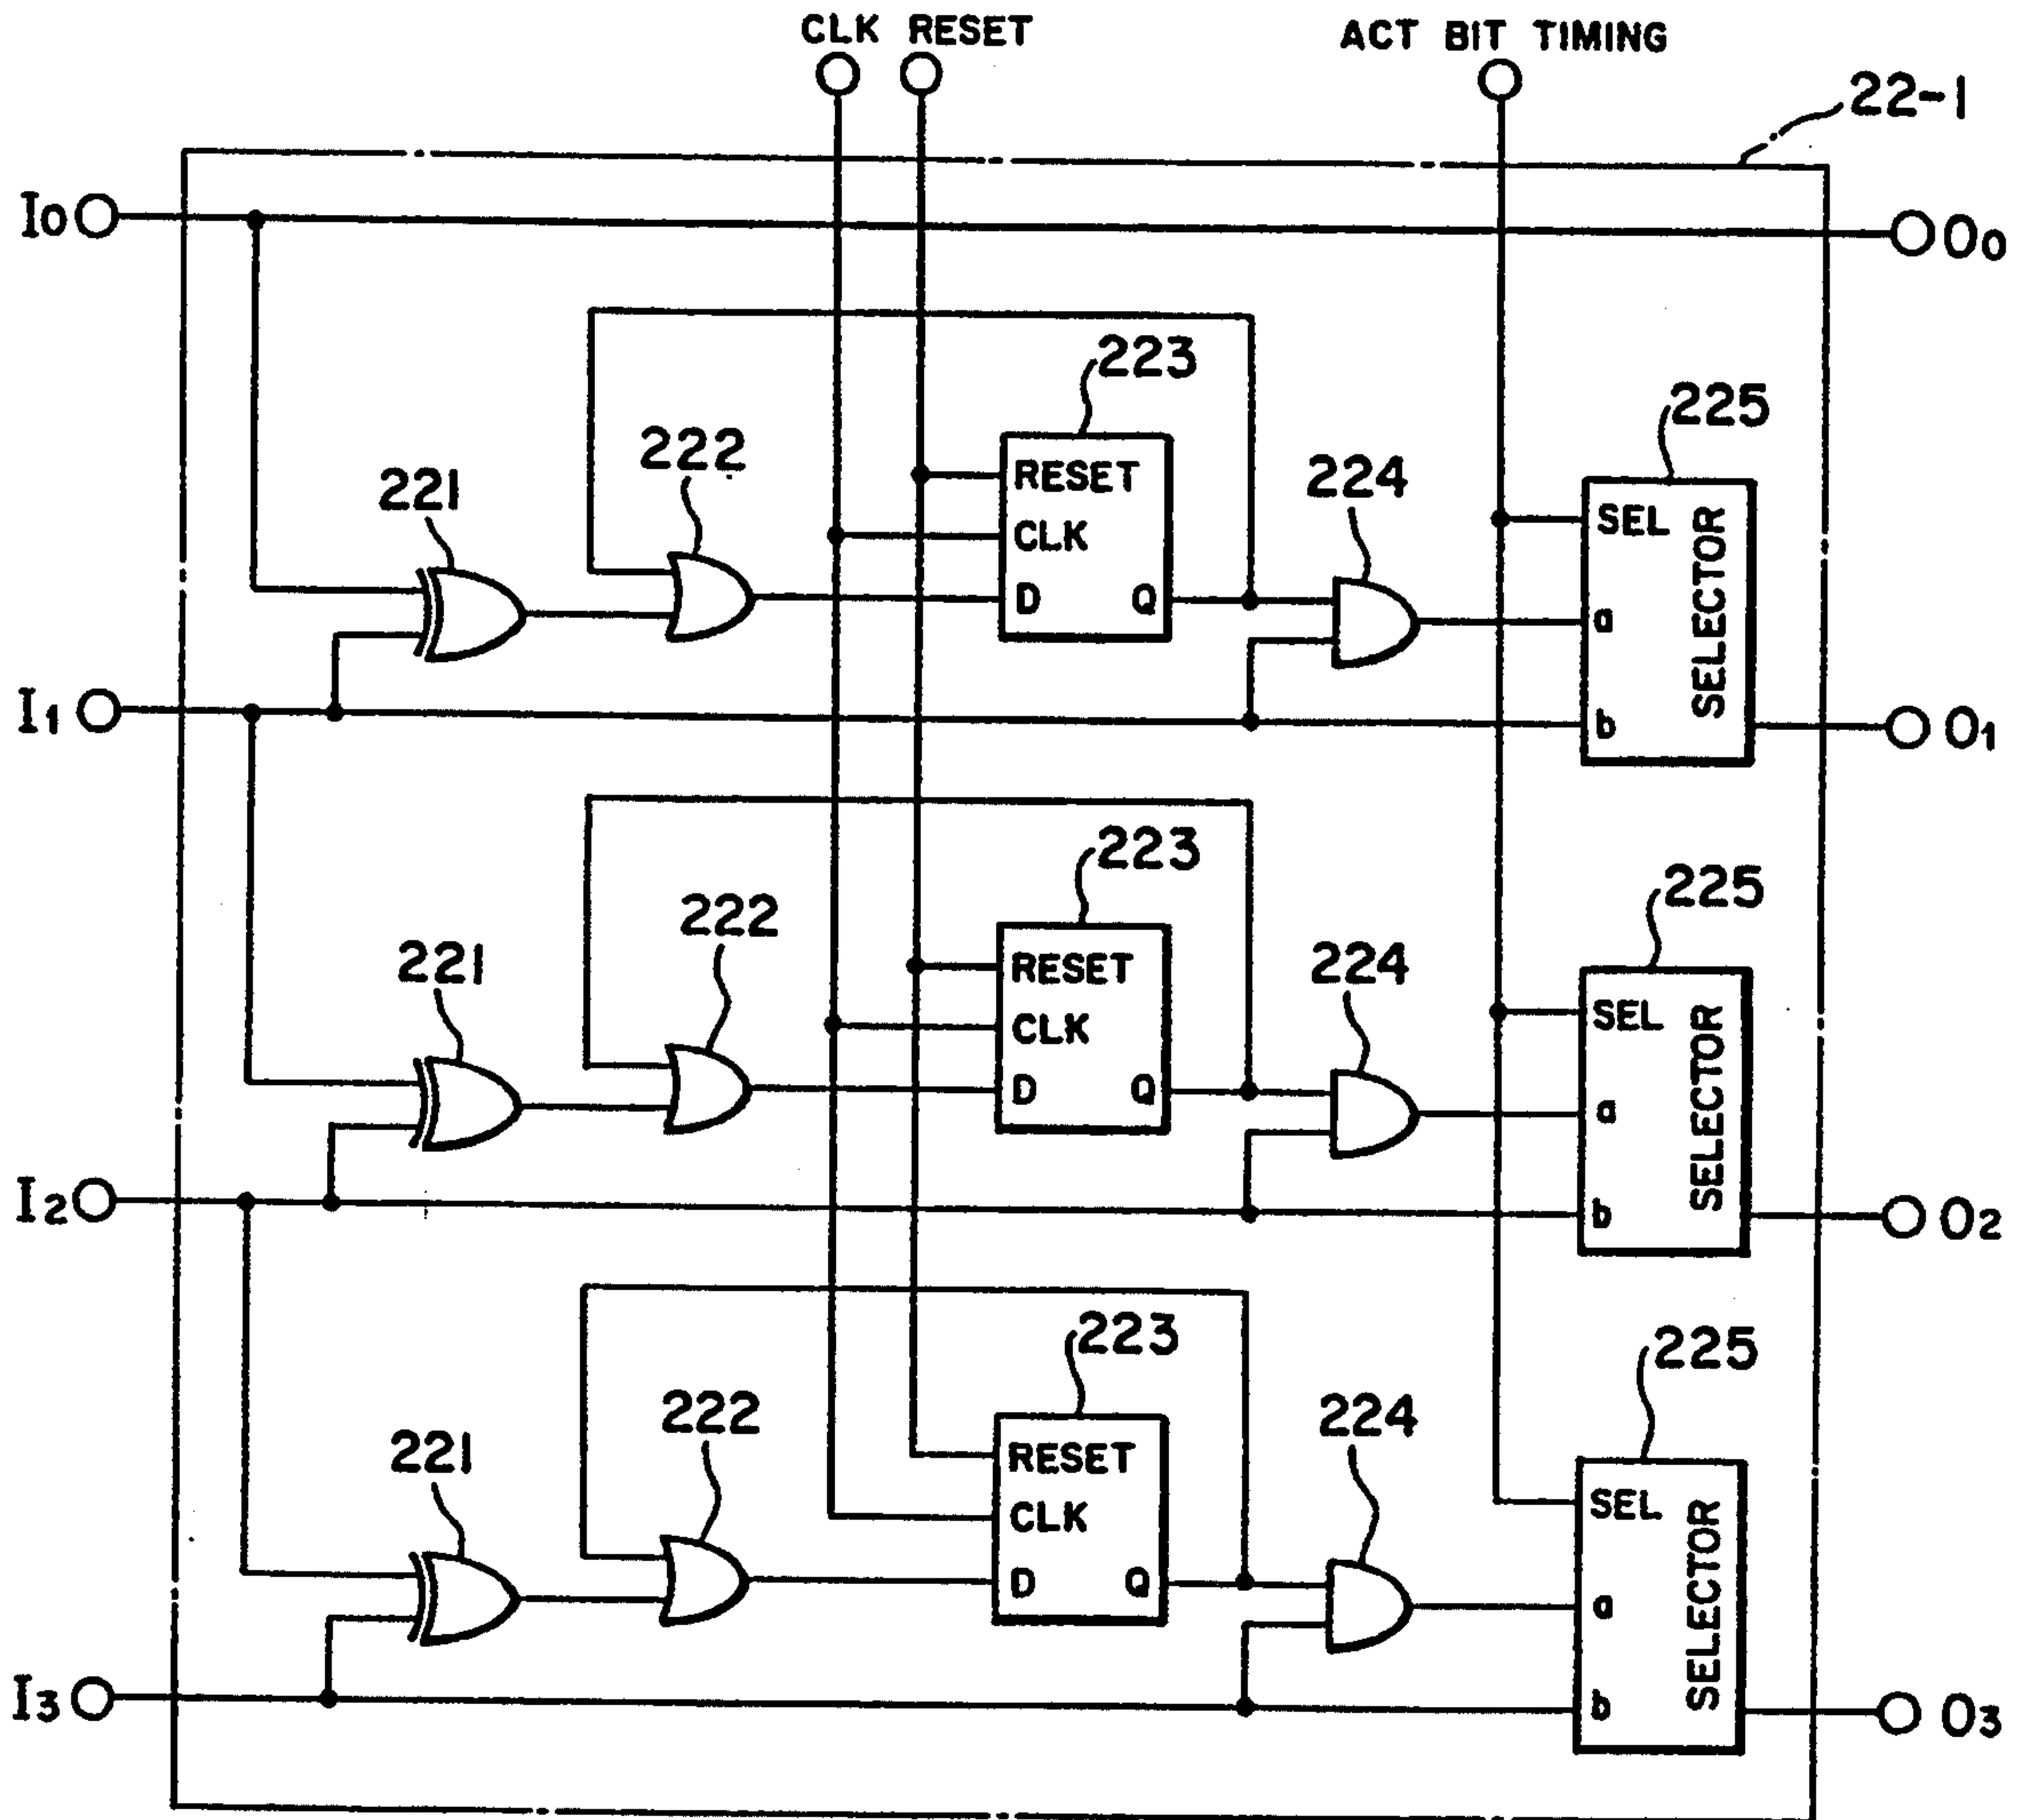 CLK RESET
ACT BIT TIMING
22-1
I0
O0
223
225
222
224
221
RESET
SEL
CLK
SELECTOR
D
Q
a
I1
b
O1
223
225
222
224
221
RESET
SEL
CLK
SELECTOR
D
Q
a
I2
b
O2
223
225
222
224
221
RESET
SEL
CLK
SELECTOR
D
Q
a
I3
b
O3